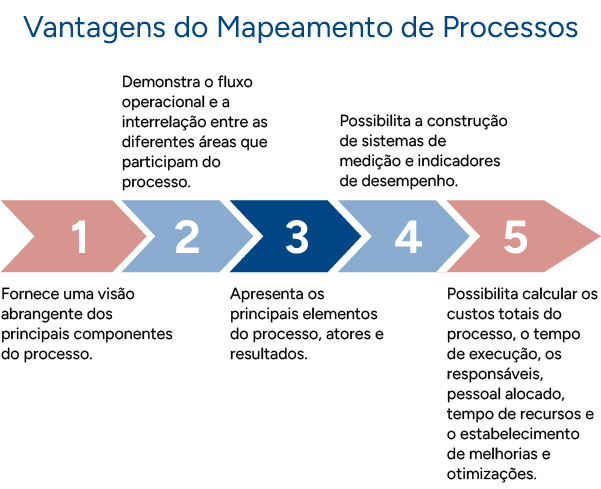 Vantagens do Mapeamento de Processos
1
Fornece uma visão
abrangente dos
principais componentes
do processo.
2
Demonstra o fluxo
operacional e a
interrelação entre as
diferentes áreas que
participam do
processo.
3
Apresenta os
principais elementos
do processo, atores e
resultados.
4
Possibilita a construção
de sistemas de
medição e indicadores
de desempenho.
5
Possibilita calcular os
custos totais do
processo, o tempo
de execução, os
responsáveis,
pessoal alocado,
tempo de recursos e
o estabelecimento
de melhorias e
otimizações.